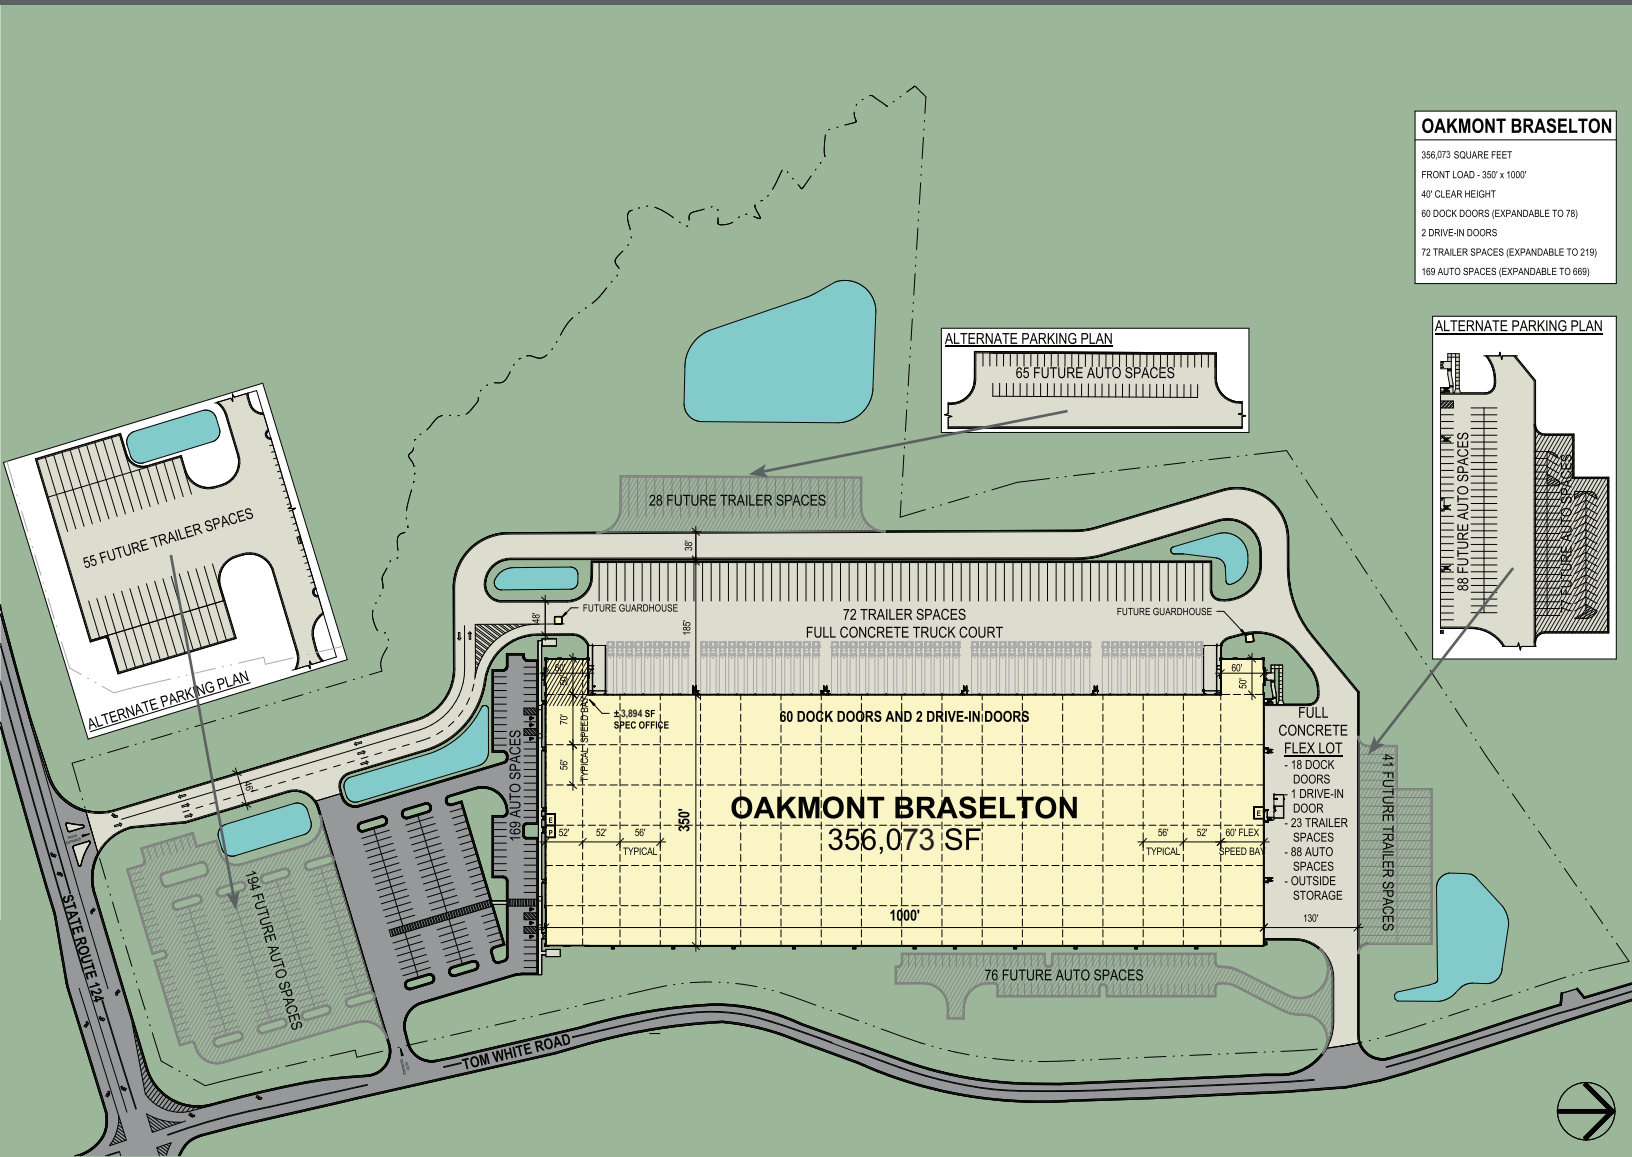 OAKMONT BRASELTON
356,073 SQUARE FEET
FRONT LOAD - 350' x 1000'
40' CLEAR HEIGHT
60 DOCK DOORS (EXPANDABLE TO 78)
2 DRIVE-IN DOORS
72 TRAILER SPACES (EXPANDABLE TO 219)
169 AUTO SPACES (EXPANDABLE TO 669)
ALTERNATE PARKING PLAN
65 FUTURE AUTO SPACES
ALTERNATE PARKING PLAN
88 FUTURE AUTO SPACES
FUTURE AUTO SPACES
55 FUTURE TRAILER SPACES
ALTERNATE PARKING PLAN
28 FUTURE TRAILER SPACES
38'
185'
48'
FUTURE GUARDHOUSE
72 TRAILER SPACES
FULL CONCRETE TRUCK COURT
FUTURE GUARDHOUSE
60'
50'
60'
50'
± 3,894 SF
SPEC OFFICE
70'
SPEED BAY
56'
TYPICAL
60 DOCK DOORS AND 2 DRIVE-IN DOORS
OAKMONT BRASELTON
356,073 SF
350'
1000'
E
P
52'
52'
56'
TYPICAL
56'
52'
60' FLEX
TYPICAL
SPEED BAY
E
FULL
CONCRETE
FLEX LOT
- 18 DOCK
DOORS
- 1 DRIVE-IN
DOOR
- 23 TRAILER
SPACES
- 88 AUTO
SPACES
- OUTSIDE
STORAGE
130'
41 FUTURE TRAILER SPACES
169 AUTO SPACES
46'
194 FUTURE AUTO SPACES
76 FUTURE AUTO SPACES
STATE ROUTE 124
TOM WHITE ROAD